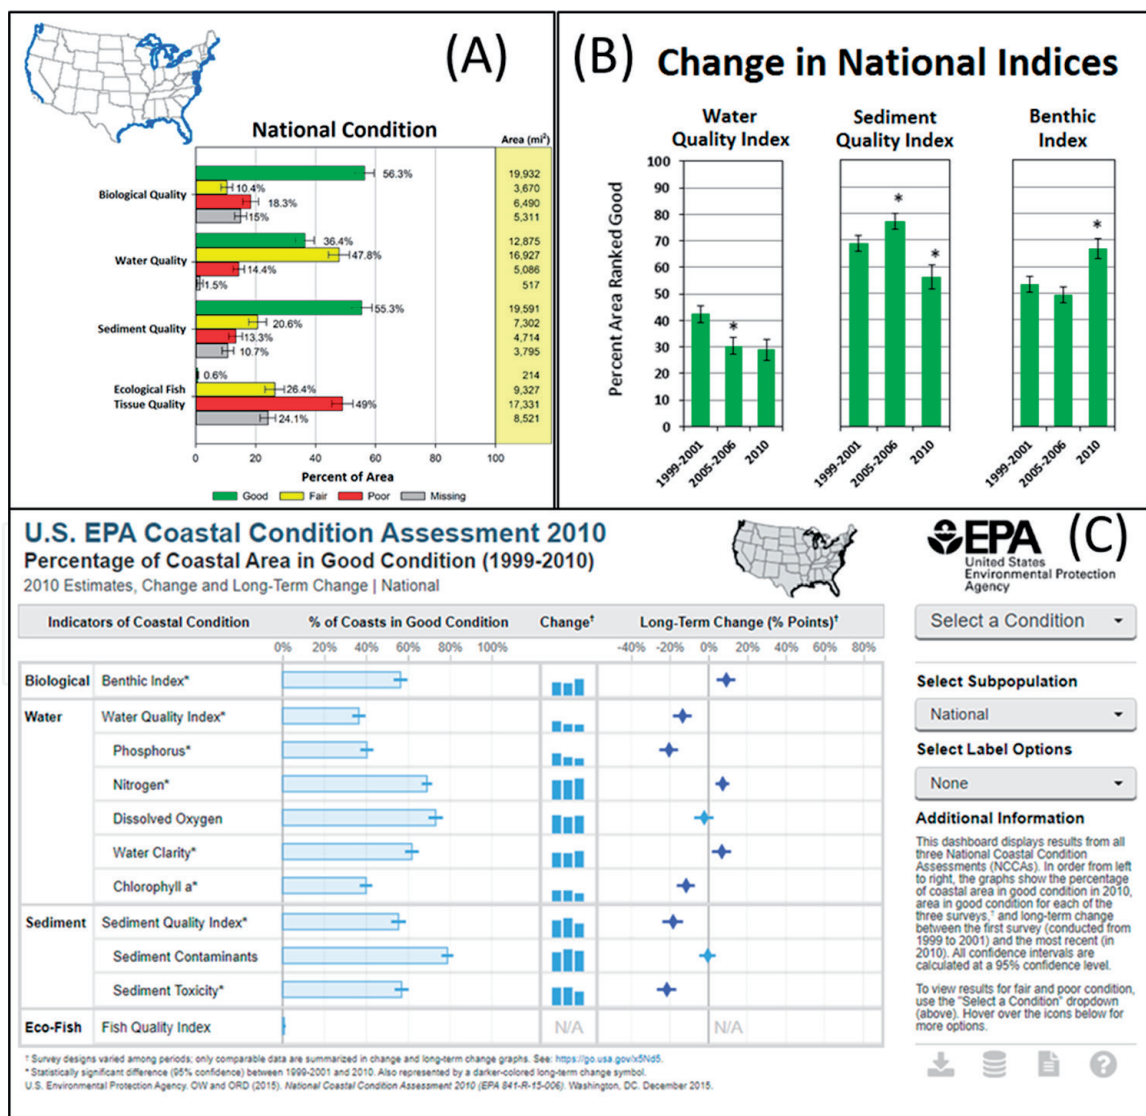 (A)
National Condition
Area (mi²)
Biological Quality
56.3%
10.4%
18.3%
15%
19,932
3,670
6,490
5,311
Water Quality
36.4%
47.8%
14.4%
1.5%
12,875
16,927
5,086
517
Sediment Quality
55.3%
20.6%
13.3%
10.7%
19,591
7,302
4,714
3,795
Ecological Fish
Tissue Quality
0.6%
26.4%
49%
24.1%
214
9,327
17,331
8,521
0 20 40 60 80 100
Percent of Area
Good Fair Poor Missing
(B) Change in National Indices
Water
Quality Index
Sediment
Quality Index
Benthic
Index
Percent Area Ranked Good
100
90
80
70
60
50
40
30
20
10
0
*
*
*
*
1999-2001
2005-2006
2010
1999-2001
2005-2006
2010
1999-2001
2005-2006
2010
U.S. EPA Coastal Condition Assessment 2010
Percentage of Coastal Area in Good Condition (1999-2010)
2010 Estimates, Change and Long-Term Change | National
Indicators of Coastal Condition % of Coasts in Good Condition Change† Long-Term Change (% Points)†
0% 20% 40% 60% 80% 100% -40% -20% 0% 20% 40% 60% 80%
Biological Benthic Index*
Water Water Quality Index*
Phosphorus*
Nitrogen*
Dissolved Oxygen
Water Clarity*
Chlorophyll a*
Sediment Sediment Quality Index*
Sediment Contaminants
Sediment Toxicity*
Eco-Fish Fish Quality Index N/A N/A
† Survey designs varied among periods; only comparable data are summarized in change and long-term change graphs. See: https://go.usa.gov/x5Nd5.
* Statistically significant difference (95% confidence) between 1999-2001 and 2010. Also represented by a darker-colored long-term change symbol.
U.S. Environmental Protection Agency. OW and ORD (2015). National Coastal Condition Assessment 2010 (EPA 841-R-15-006). Washington, DC. December 2015.
EPA (C)
United States
Environmental Protection
Agency
Select a Condition
Select Subpopulation
National
Select Label Options
None
Additional Information
This dashboard displays results from all
three National Coastal Condition
Assessments (NCCAs). In order from left
to right, the graphs show the percentage
of coastal area in good condition in 2010,
area in good condition for each of the
three surveys,† and long-term change
between the first survey (conducted from
1999 to 2001) and the most recent (in
2010). All confidence intervals are
calculated at a 95% confidence level.
To view results for fair and poor condition,
use the "Select a Condition" dropdown
(above). Hover over the icons below for
more options.
?